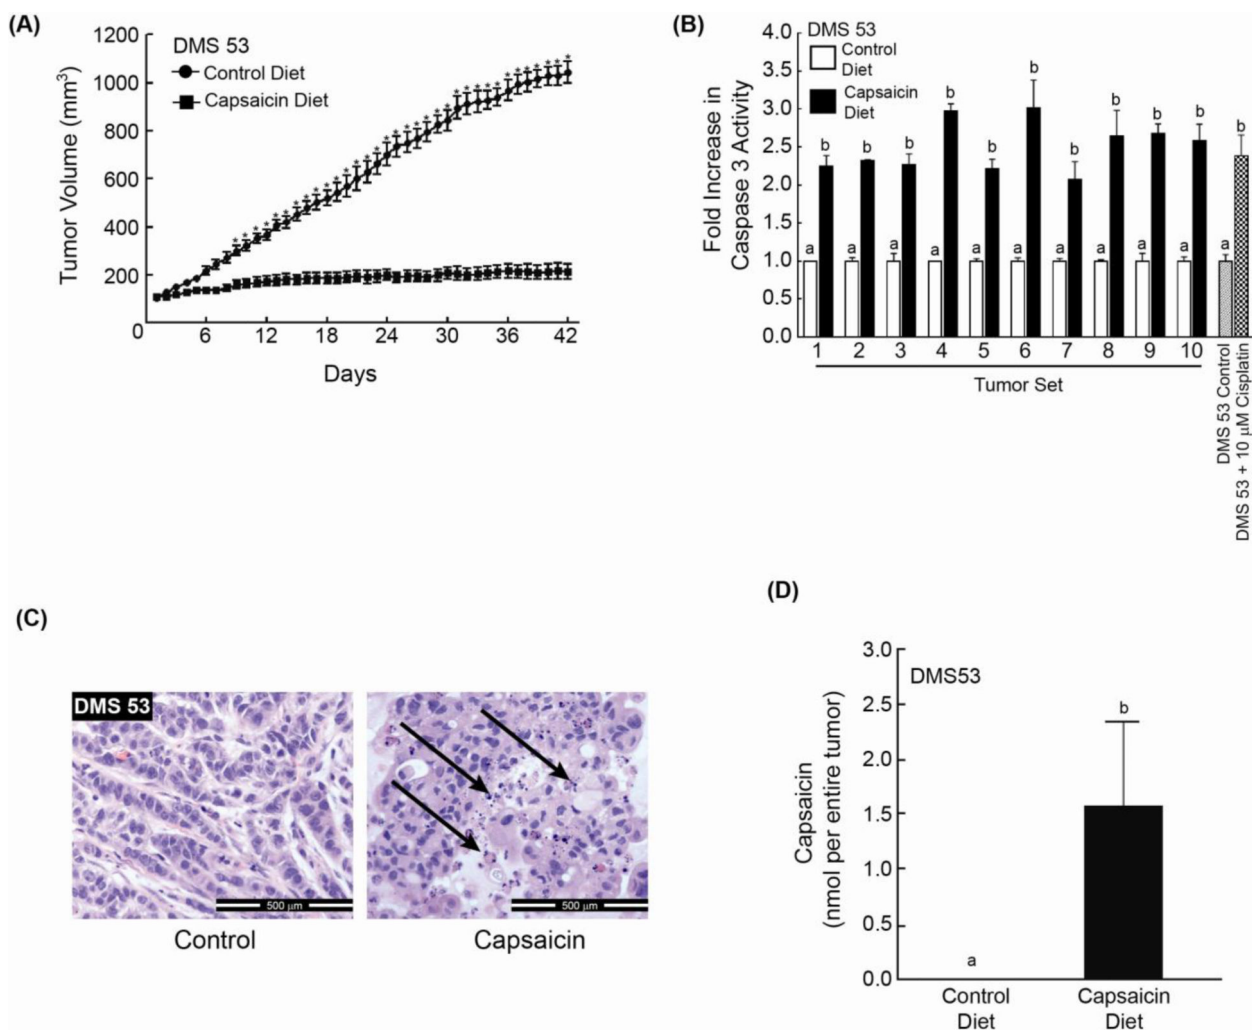 (A)
1200
1000
800
600
400
200
0
Tumor Volume (mm³)
DMS 53
Control Diet
Capsaicin Diet
* * * * * * * * * * * * * * * * * * * * * * * * * * * * * * * * * *
6 12 18 24 30 36 42
Days
(B)
4.0
3.5
3.0
2.5
2.0
1.5
1.0
0.5
0.0
Fold Increase in
Caspase 3 Activity
DMS 53
Control
Diet
Capsaicin
Diet
b b b b b b b b b b b
a a a a a a a a a a a
1 2 3 4 5 6 7 8 9 10
Tumor Set
DMS 53 Control
DMS 53 + 10 µM Cisplatin
(C)
DMS 53
500 µm
500 µm
Control
Capsaicin
(D)
3.0
2.5
2.0
1.5
1.0
0.5
0.0
Capsaicin
(nmol per entire tumor)
DMS53
b
a
Control
Diet
Capsaicin
Diet